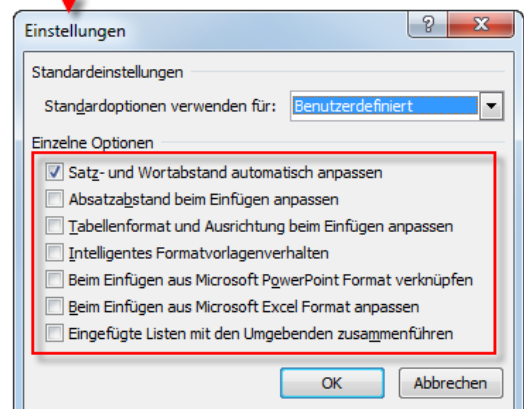 Einstellungen
Standardeinstellungen
Standardoptionen verwenden für: Benutzerdefiniert
Einzelne Optionen
Satz- und Wortabstand automatisch anpassen
Absatzabstand beim Einfügen anpassen
Tabellenformat und Ausrichtung beim Einfügen anpassen
Intelligentes Formatvorlagenverhalten
Beim Einfügen aus Microsoft PowerPoint Format verknüpfen
Beim Einfügen aus Microsoft Excel Format anpassen
Eingefügte Listen mit den Umgebenden zusammenführen
OK Abbrechen